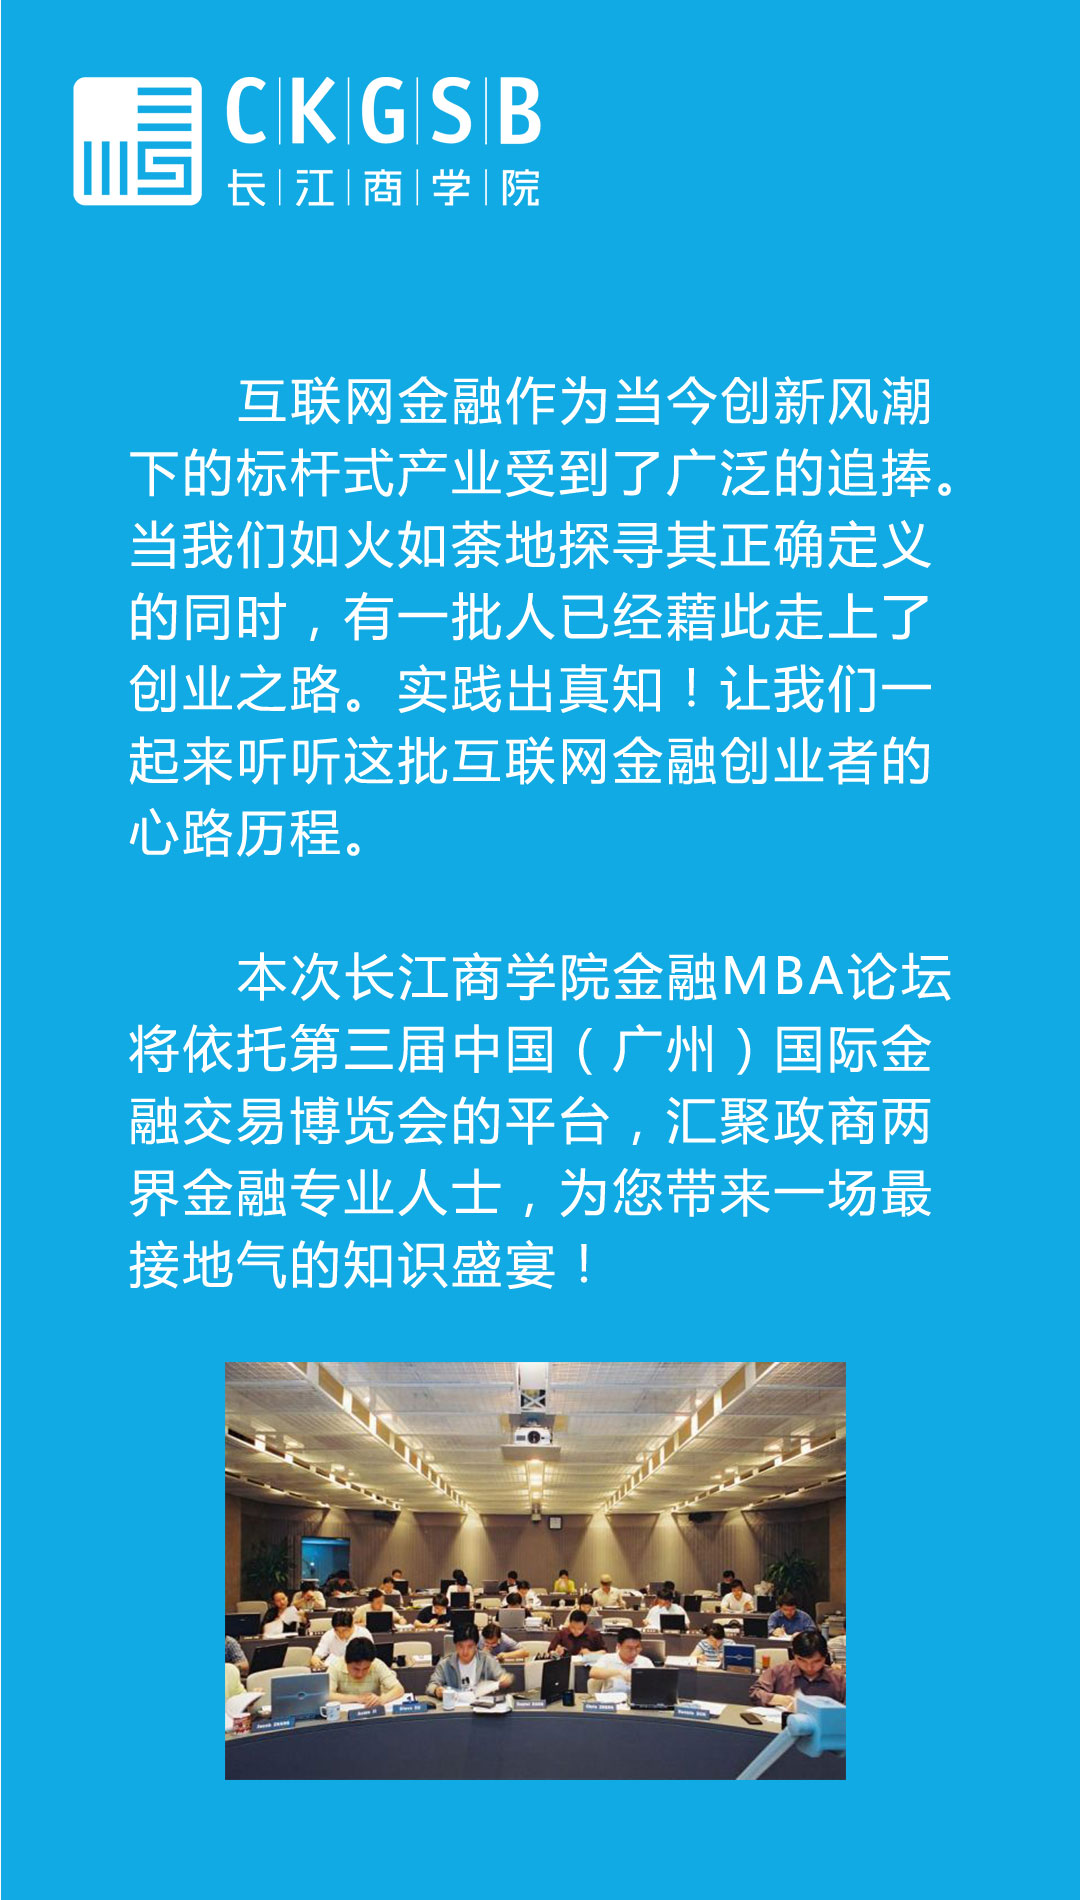 CKGSB
长江商学院
互联网金融作为当今创新风潮
下的标杆式产业受到了广泛的追捧。
当我们如火如荼地探寻其正确定义
的同时，有一批人已经藉此走上了
创业之路。实践出真知！让我们一
起来听听这批互联网金融创业者的
心路历程。
本次长江商学院金融MBA论坛
将依托第三届中国（广州）国际金
融交易博览会的平台，汇聚政商两
界金融专业人士，为您带来一场最
接地气的知识盛宴！